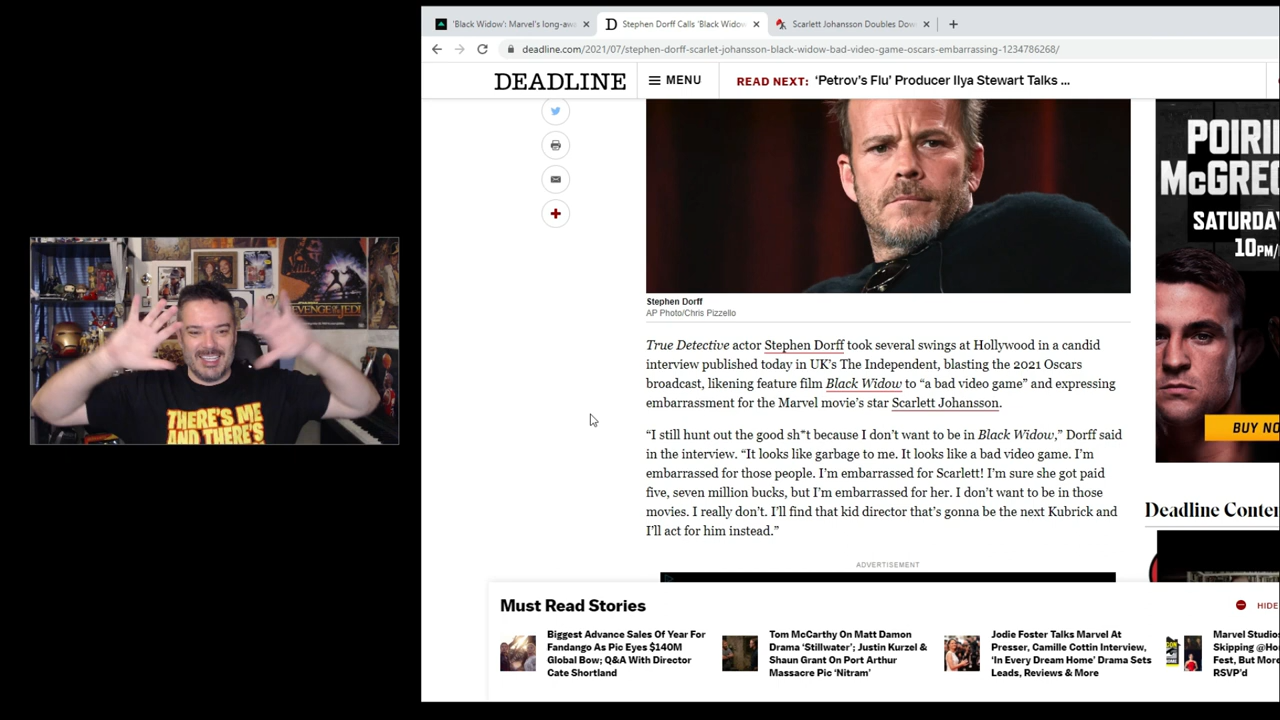 'Black Widow': Marvel's long-aw
Stephen Dorff Calls 'Black Widow
Scarlett Johansson Doubles Dow
deadline.com/2021/07/stephen-dorff-scarlet-johansson-black-widow-bad-video-game-oscars-embarrassing-1234786268/
DEADLINE
MENU
READ NEXT: ‘Petrov’s Flu’ Producer Ilya Stewart Talks ...
Stephen Dorff
AP Photo/Chris Pizzello
True Detective actor Stephen Dorff took several swings at Hollywood in a candid
interview published today in UK’s The Independent, blasting the 2021 Oscars
broadcast, likening feature film Black Widow to “a bad video game” and expressing
embarrassment for the Marvel movie’s star Scarlett Johansson.
“I still hunt out the good sh*t because I don’t want to be in Black Widow,” Dorff said
in the interview. “It looks like garbage to me. It looks like a bad video game. I’m
embarrassed for those people. I’m embarrassed for Scarlett! I’m sure she got paid
five, seven million bucks, but I’m embarrassed for her. I don’t want to be in those
movies. I really don’t. I’ll find that kid director that’s gonna be the next Kubrick and
I’ll act for him instead.”
ADVERTISEMENT
POIRI
McGREG
SATURDA
10PM/
BUY NO
Deadline Conten
Must Read Stories
HIDE
Biggest Advance Sales Of Year For
Fandango As Pic Eyes $140M
Global Bow; Q&A With Director
Cate Shortland
Tom McCarthy On Matt Damon
Drama ‘Stillwater’; Justin Kurzel &
Shaun Grant On Port Arthur
Massacre Pic ‘Nitram’
Jodie Foster Talks Marvel At
Presser, Camille Cottin Interview,
‘In Every Dream Home’ Drama Sets
Leads, Reviews & More
Marvel Studio
Skipping @Ho
Fest, But More
RSVP’d
REVENGE OF THE JEDI
THERE'S ME
AND THERE'S